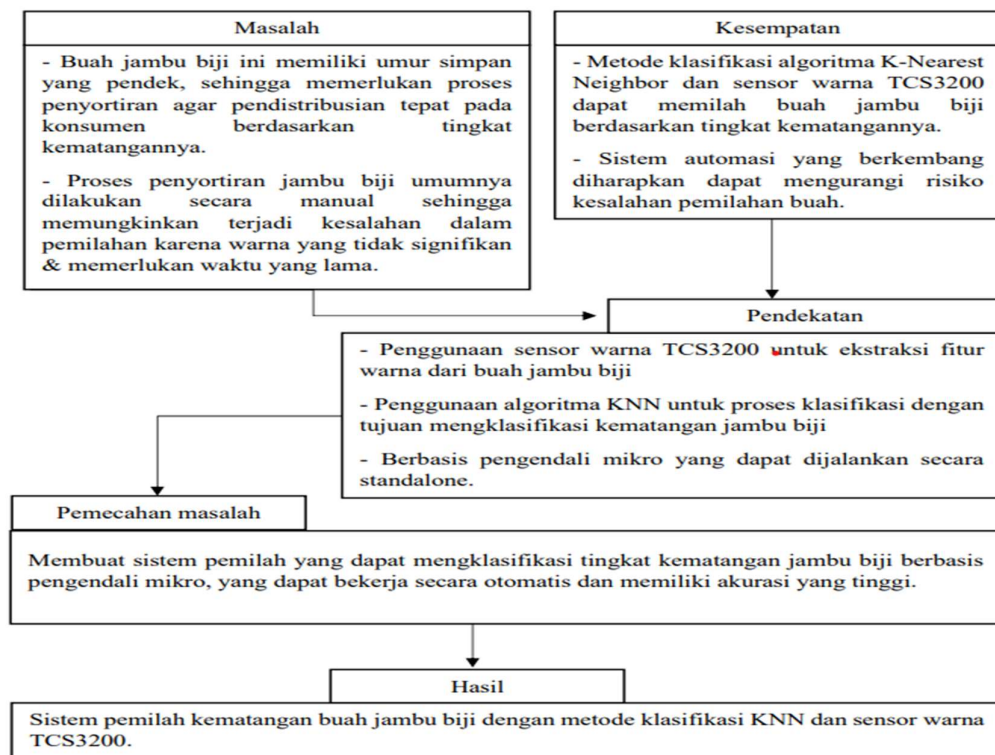 Masalah
- Buah jambu biji ini memiliki umur simpan
yang pendek, sehingga memerlukan proses
penyortiran agar pendistribusian tepat pada
konsumen berdasarkan tingkat
kematangannya.
- Proses penyortiran jambu biji umumnya
dilakukan secara manual sehingga
memungkinkan terjadi kesalahan dalam
pemilahan karena warna yang tidak signifikan
& memerlukan waktu yang lama.
Kesempatan
- Metode klasifikasi algoritma K-Nearest
Neighbor dan sensor warna TCS3200
dapat memilah buah jambu biji
berdasarkan tingkat kematangannya.
- Sistem automasi yang berkembang
diharapkan dapat mengurangi risiko
kesalahan pemilahan buah.
Pendekatan
- Penggunaan sensor warna TCS3200 untuk ekstraksi fitur
warna dari buah jambu biji
- Penggunaan algoritma KNN untuk proses klasifikasi dengan
tujuan mengklasifikasi kematangan jambu biji
- Berbasis pengendali mikro yang dapat dijalankan secara
standalone.
Pemecahan masalah
Membuat sistem pemilah yang dapat mengklasifikasi tingkat kematangan jambu biji berbasis
pengendali mikro, yang dapat bekerja secara otomatis dan memiliki akurasi yang tinggi.
Hasil
Sistem pemilah kematangan buah jambu biji dengan metode klasifikasi KNN dan sensor warna
TCS3200.